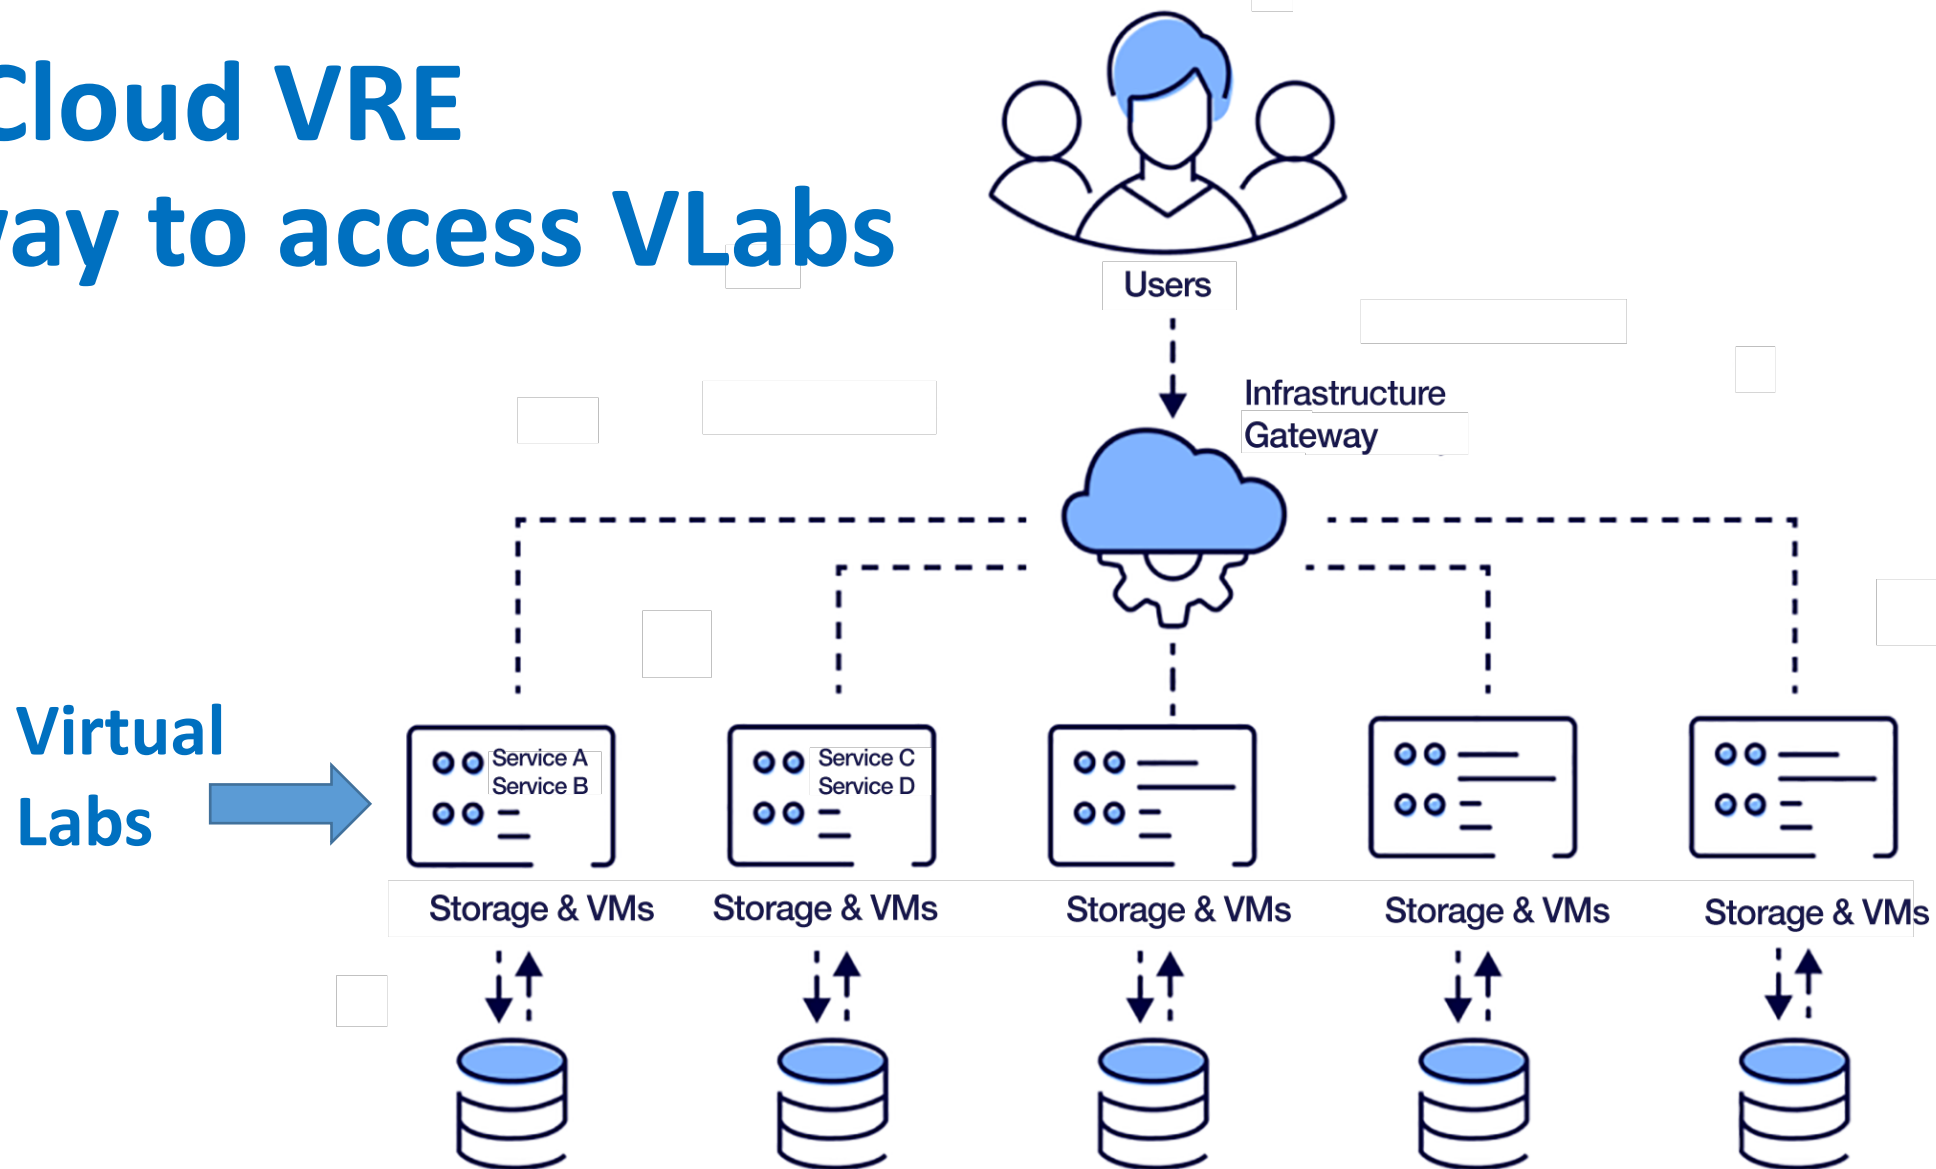 Cloud VRE
way to access VLabs
Users
Infrastructure
Gateway
Virtual
Labs
Service A
Service B
Service C
Service D
Storage & VMs
Storage & VMs
Storage & VMs
Storage & VMs
Storage & VMs